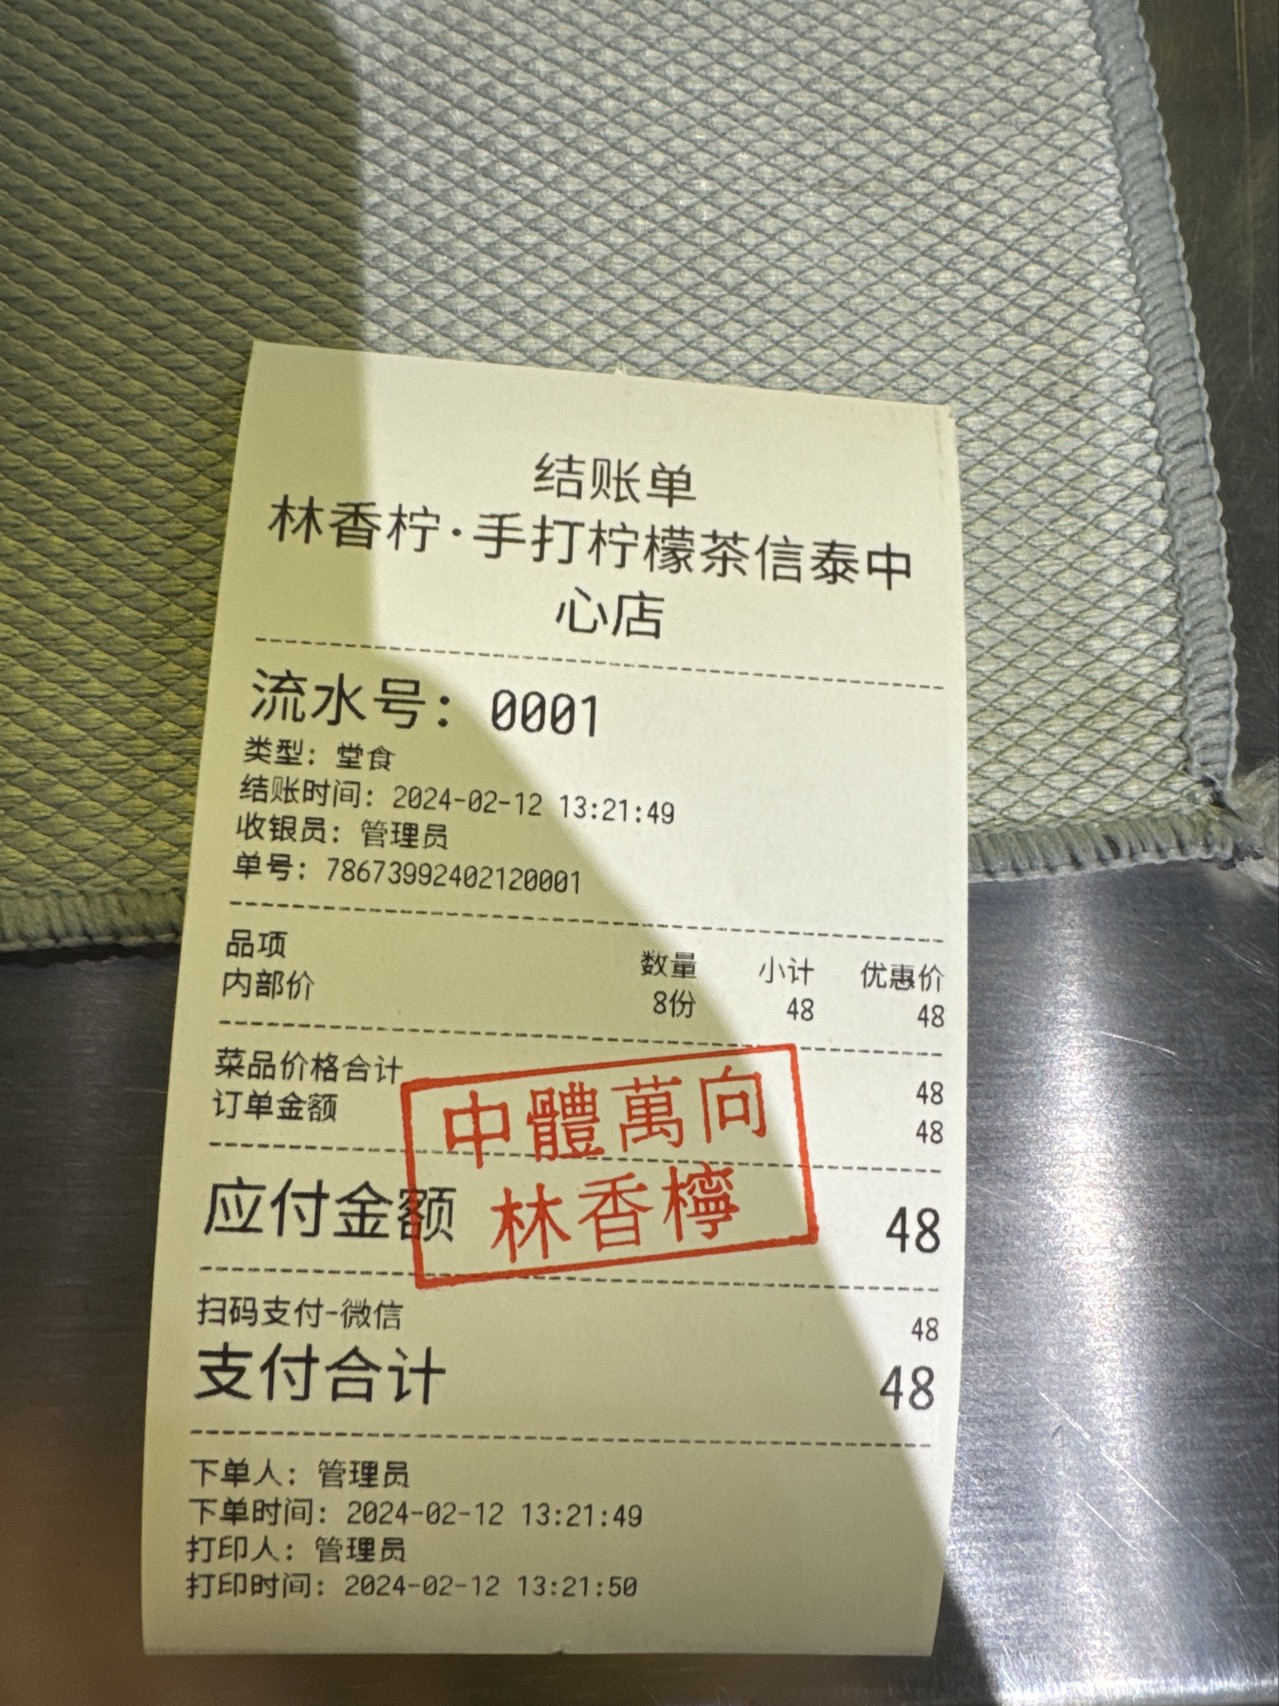 结账单
林香柠·手打柠檬茶信泰中
心店
流水号：0001
类型：堂食
结账时间：2024-02-12 13:21:49
收银员：管理员
单号：78673992402120001
品项 数量 小计 优惠价
内部价 8份 48 48
菜品价格合计 48
订单金额 48
中體萬向
林香檸
应付金额 48
扫码支付-微信 48
支付合计 48
下单人：管理员
下单时间：2024-02-12 13:21:49
打印人：管理员
打印时间：2024-02-12 13:21:50